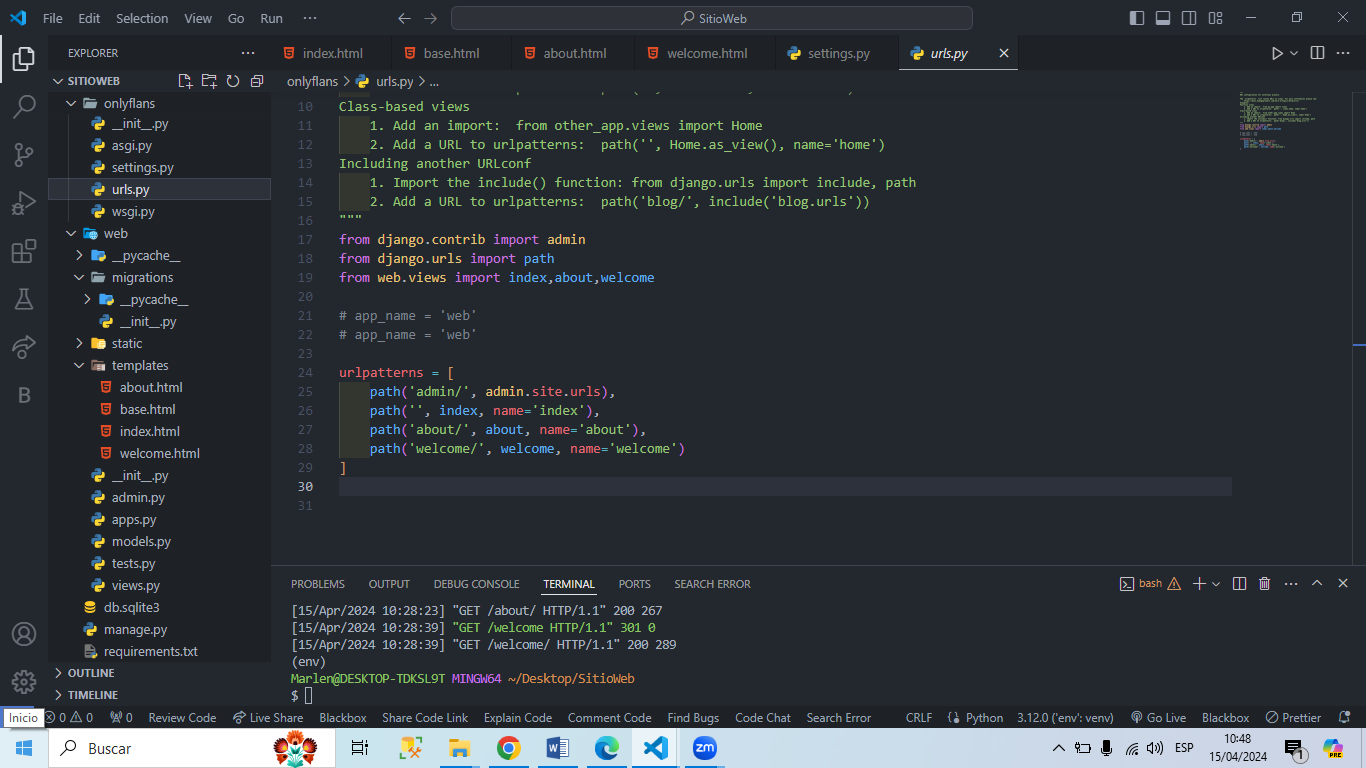 File Edit Selection View Go Run ··· SitioWeb
EXPLORER ···
index.html base.html about.html welcome.html settings.py urls.py
SITIOWEB
onlyflans > urls.py > ...
onlyflans
__init__.py
asgi.py
settings.py
urls.py
wsgi.py
web
__pycache__
migrations
__pycache__
__init__.py
static
templates
about.html
base.html
index.html
welcome.html
__init__.py
admin.py
apps.py
models.py
tests.py
views.py
db.sqlite3
manage.py
requirements.txt
OUTLINE
TIMELINE
10 Class-based views
11 1. Add an import:  from other_app.views import Home
12 2. Add a URL to urlpatterns:  path('', Home.as_view(), name='home')
13 Including another URLconf
14 1. Import the include() function: from django.urls import include, path
15 2. Add a URL to urlpatterns:  path('blog/', include('blog.urls'))
16 """
17 from django.contrib import admin
18 from django.urls import path
19 from web.views import index,about,welcome
20
21 # app_name = 'web'
22 # app_name = 'web'
23
24 urlpatterns = [
25 path('admin/', admin.site.urls),
26 path('', index, name='index'),
27 path('about/', about, name='about'),
28 path('welcome/', welcome, name='welcome')
29 ]
30
31
PROBLEMS OUTPUT DEBUG CONSOLE TERMINAL PORTS SEARCH ERROR bash
[15/Apr/2024 10:28:23] "GET /about/ HTTP/1.1" 200 267
[15/Apr/2024 10:28:39] "GET /welcome HTTP/1.1" 301 0
[15/Apr/2024 10:28:39] "GET /welcome/ HTTP/1.1" 200 289
(env)
Marlen@DESKTOP-TDKSL9T MINGW64 ~/Desktop/SitioWeb
$
Inicio 0 0 0 Review Code Live Share Blackbox Share Code Link Explain Code Comment Code Find Bugs Code Chat Search Error CRLF Python 3.12.0 ('env': venv) Go Live Blackbox Prettier
Buscar zm ESP 10:48
15/04/2024 1 PRE